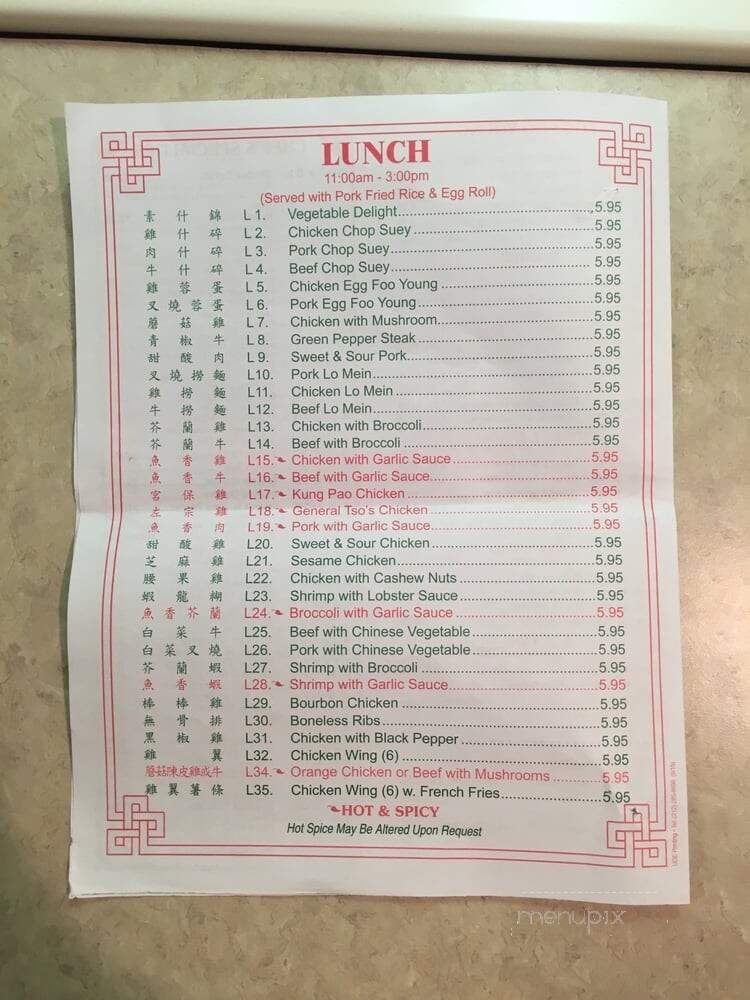 LUNCH
11:00am - 3:00pm
(Served with Pork Fried Rice & Egg Roll)
素什錦 L 1. Vegetable Delight 5.95
雞什碎 L 2. Chicken Chop Suey 5.95
肉什碎 L 3. Pork Chop Suey 5.95
牛什碎 L 4. Beef Chop Suey 5.95
雞蓉蛋 L 5. Chicken Egg Foo Young 5.95
叉燒蓉蛋 L 6. Pork Egg Foo Young 5.95
蘑菇雞 L 7. Chicken with Mushroom 5.95
青椒牛 L 8. Green Pepper Steak 5.95
甜酸肉 L 9. Sweet & Sour Pork 5.95
叉燒撈麵 L10. Pork Lo Mein 5.95
雞撈麵 L11. Chicken Lo Mein 5.95
牛撈麵 L12. Beef Lo Mein 5.95
芥蘭雞 L13. Chicken with Broccoli 5.95
芥蘭牛 L14. Beef with Broccoli 5.95
魚香雞 L15. Chicken with Garlic Sauce 5.95
魚香牛 L16. Beef with Garlic Sauce 5.95
宮保雞 L17. Kung Pao Chicken 5.95
左宗雞 L18. General Tso's Chicken 5.95
魚香肉 L19. Pork with Garlic Sauce 5.95
甜酸雞 L20. Sweet & Sour Chicken 5.95
芝麻雞 L21. Sesame Chicken 5.95
腰果雞 L22. Chicken with Cashew Nuts 5.95
蝦龍糊 L23. Shrimp with Lobster Sauce 5.95
魚香芥蘭 L24. Broccoli with Garlic Sauce 5.95
白菜牛 L25. Beef with Chinese Vegetable 5.95
白菜叉燒 L26. Pork with Chinese Vegetable 5.95
芥蘭蝦 L27. Shrimp with Broccoli 5.95
魚香蝦 L28. Shrimp with Garlic Sauce 5.95
棒棒雞 L29. Bourbon Chicken 5.95
無骨排 L30. Boneless Ribs 5.95
黑椒雞 L31. Chicken with Black Pepper 5.95
雞翼 L32. Chicken Wing (6) 5.95
蘑菇陳皮雞或牛 L34. Orange Chicken or Beef with Mushrooms 5.95
雞翼薯條 L35. Chicken Wing (6) w. French Fries 5.95
HOT & SPICY
Hot Spice May Be Altered Upon Request
menupix